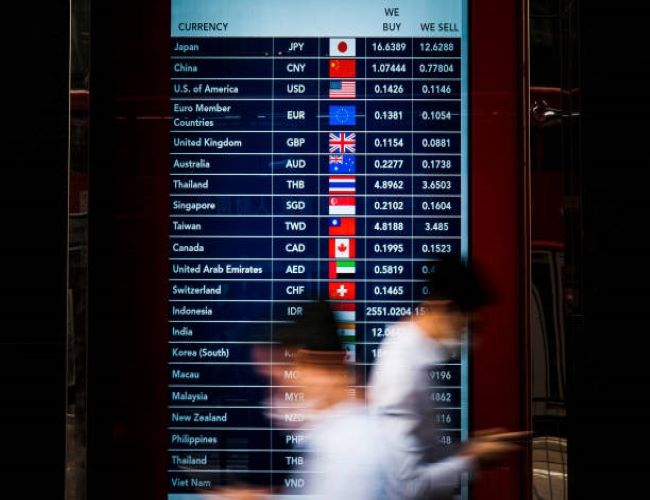 CURRENCY WE BUY WE SELL
Japan JPY 16.6389 12.6288
China CNY 1.07444 0.77804
U.S. of America USD 0.1426 0.1146
Euro Member Countries EUR 0.1381 0.1054
United Kingdom GBP 0.1154 0.0881
Australia AUD 0.2277 0.1738
Thailand THB 4.8962 3.6503
Singapore SGD 0.2102 0.1604
Taiwan TWD 4.8188 3.485
Canada CAD 0.1995 0.1523
United Arab Emirates AED 0.5819
Switzerland CHF 0.1465
Indonesia IDR 2551.0204
India
Korea (South)
Macau
Malaysia MYR
New Zealand NZD
Philippines PHP
Thailand THB
Viet Nam VND